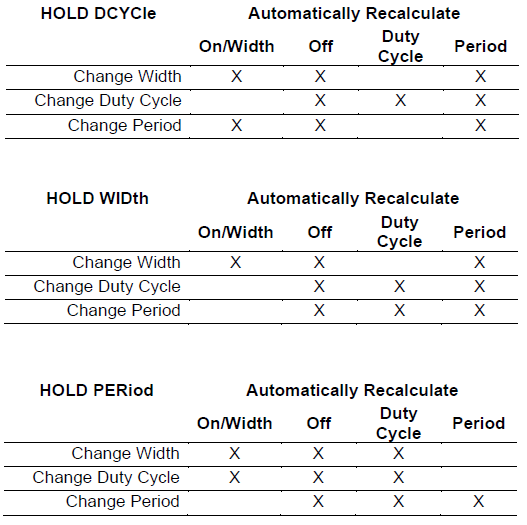 HOLD DCYCle Automatically Recalculate
On/Width Off Duty Cycle Period
Change Width X X X
Change Duty Cycle X X X
Change Period X X X
HOLD WIDth Automatically Recalculate
On/Width Off Duty Cycle Period
Change Width X X X
Change Duty Cycle X X X
Change Period X X X
HOLD PERiod Automatically Recalculate
On/Width Off Duty Cycle Period
Change Width X X X
Change Duty Cycle X X X
Change Period X X X